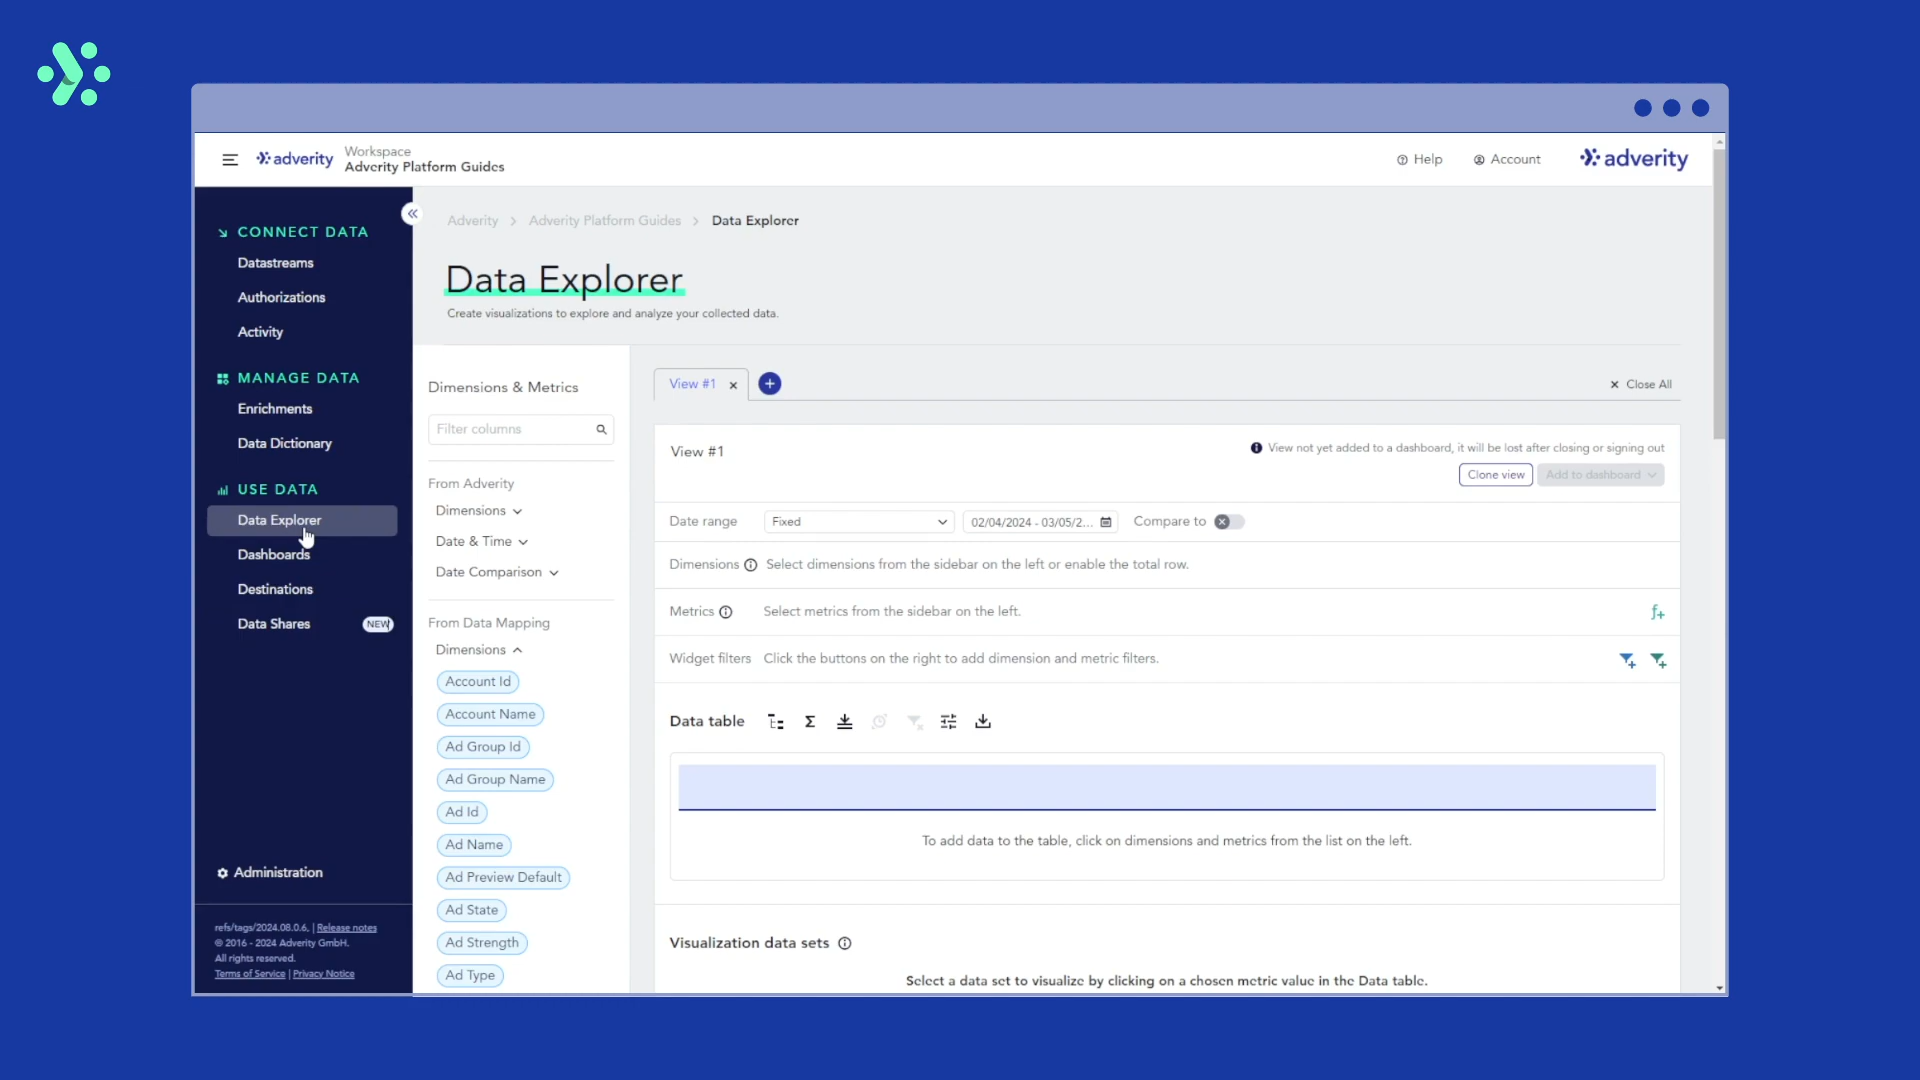 adverity
Workspace
Adverity Platform Guides
Help
Account
adverity
CONNECT DATA
Datastreams
Authorizations
Activity
MANAGE DATA
Enrichments
Data Dictionary
USE DATA
Data Explorer
Dashboards
Destinations
Data Shares NEW
Administration
refs/tags/2024.08.0.6, | Release notes
© 2016 - 2024 Adverity GmbH.
All rights reserved.
Terms of Service | Privacy Notice
Adverity > Adverity Platform Guides > Data Explorer
Data Explorer
Create visualizations to explore and analyze your collected data.
Dimensions & Metrics
Filter columns
From Adverity
Dimensions
Date & Time
Date Comparison
From Data Mapping
Dimensions
Account Id
Account Name
Ad Group Id
Ad Group Name
Ad Id
Ad Name
Ad Preview Default
Ad State
Ad Strength
Ad Type
View #1
Close All
View #1
View not yet added to a dashboard, it will be lost after closing or signing out
Clone view
Add to dashboard
Date range Fixed 02/04/2024 - 03/05/2... Compare to
Dimensions Select dimensions from the sidebar on the left or enable the total row.
Metrics Select metrics from the sidebar on the left.
Widget filters Click the buttons on the right to add dimension and metric filters.
Data table
To add data to the table, click on dimensions and metrics from the list on the left.
Visualization data sets
Select a data set to visualize by clicking on a chosen metric value in the Data table.